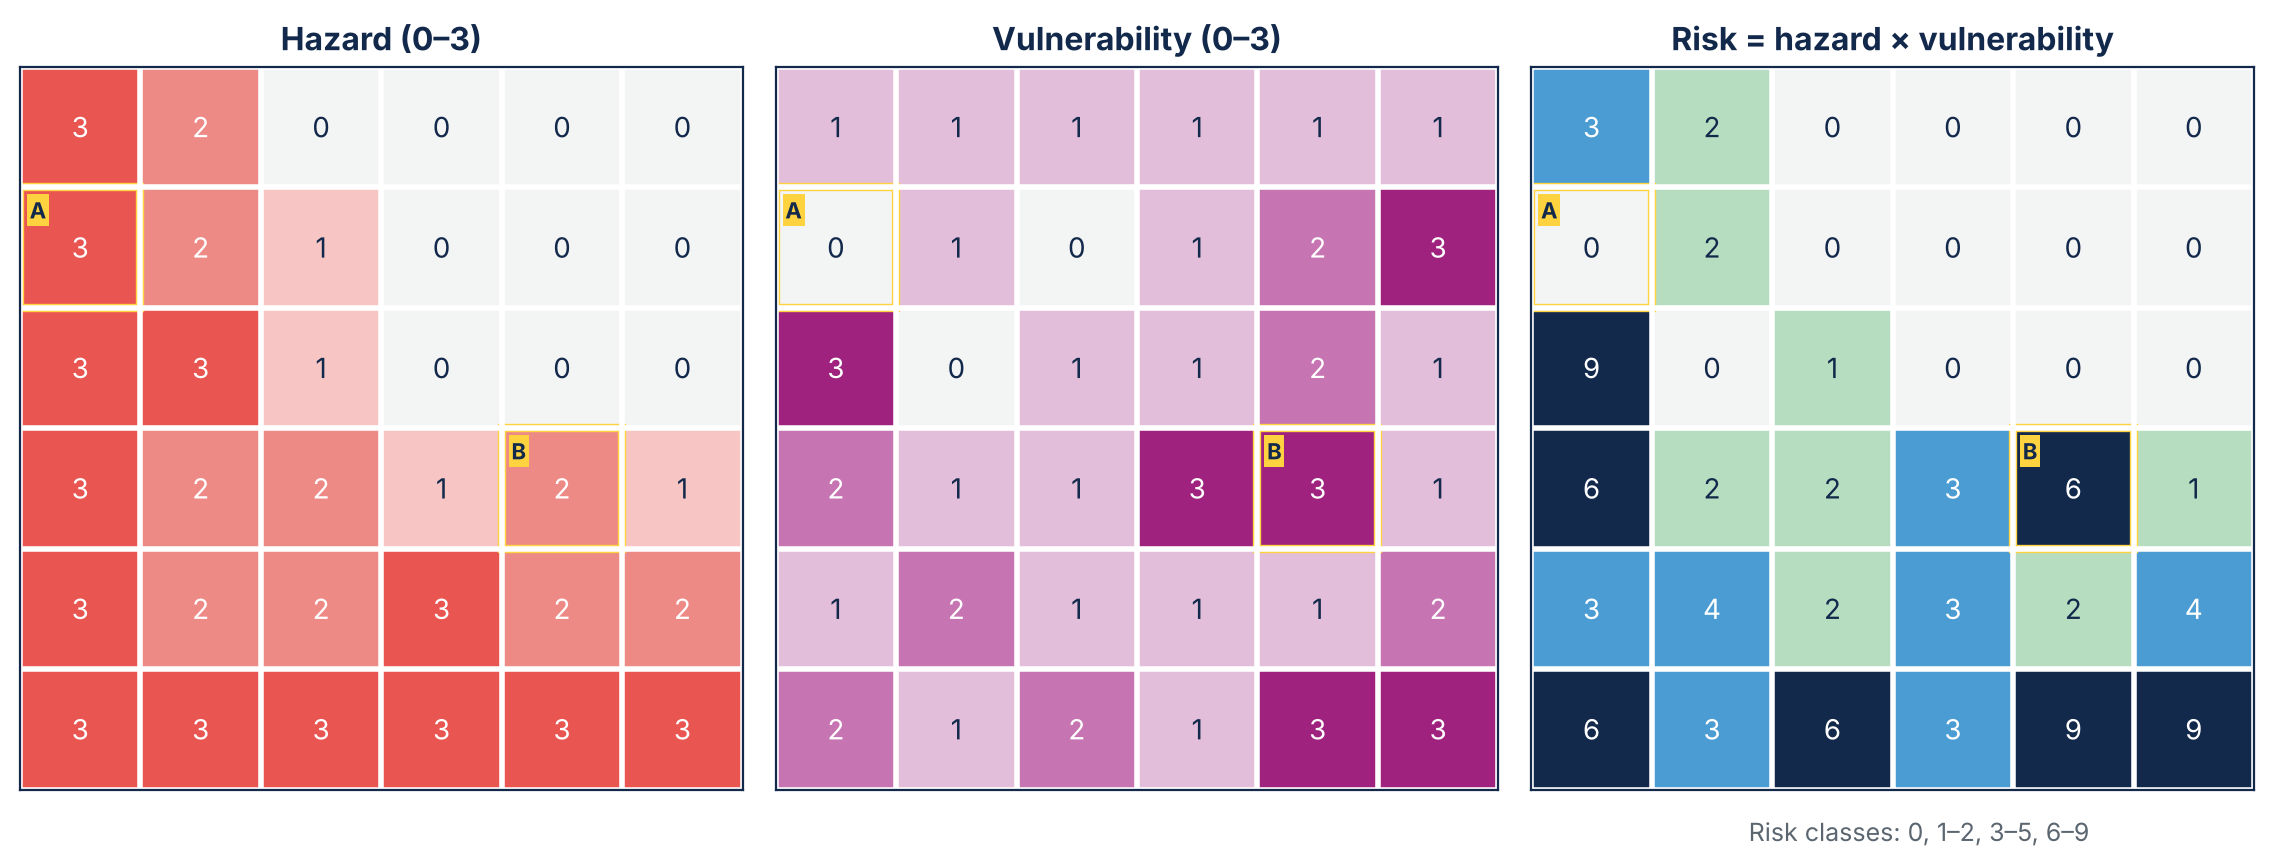 Hazard (0–3)
3 2 0 0 0 0
A
3 2 1 0 0 0
3 3 1 0 0 0
B
3 2 2 1 2 1
3 2 2 3 2 2
3 3 3 3 3 3
Vulnerability (0–3)
1 1 1 1 1 1
A
0 1 0 1 2 3
3 0 1 1 2 1
B
2 1 1 3 3 1
1 2 1 1 1 2
2 1 2 1 3 3
Risk = hazard × vulnerability
3 2 0 0 0 0
A
0 2 0 0 0 0
9 0 1 0 0 0
B
6 2 2 3 6 1
3 4 2 3 2 4
6 3 6 3 9 9
Risk classes: 0, 1–2, 3–5, 6–9